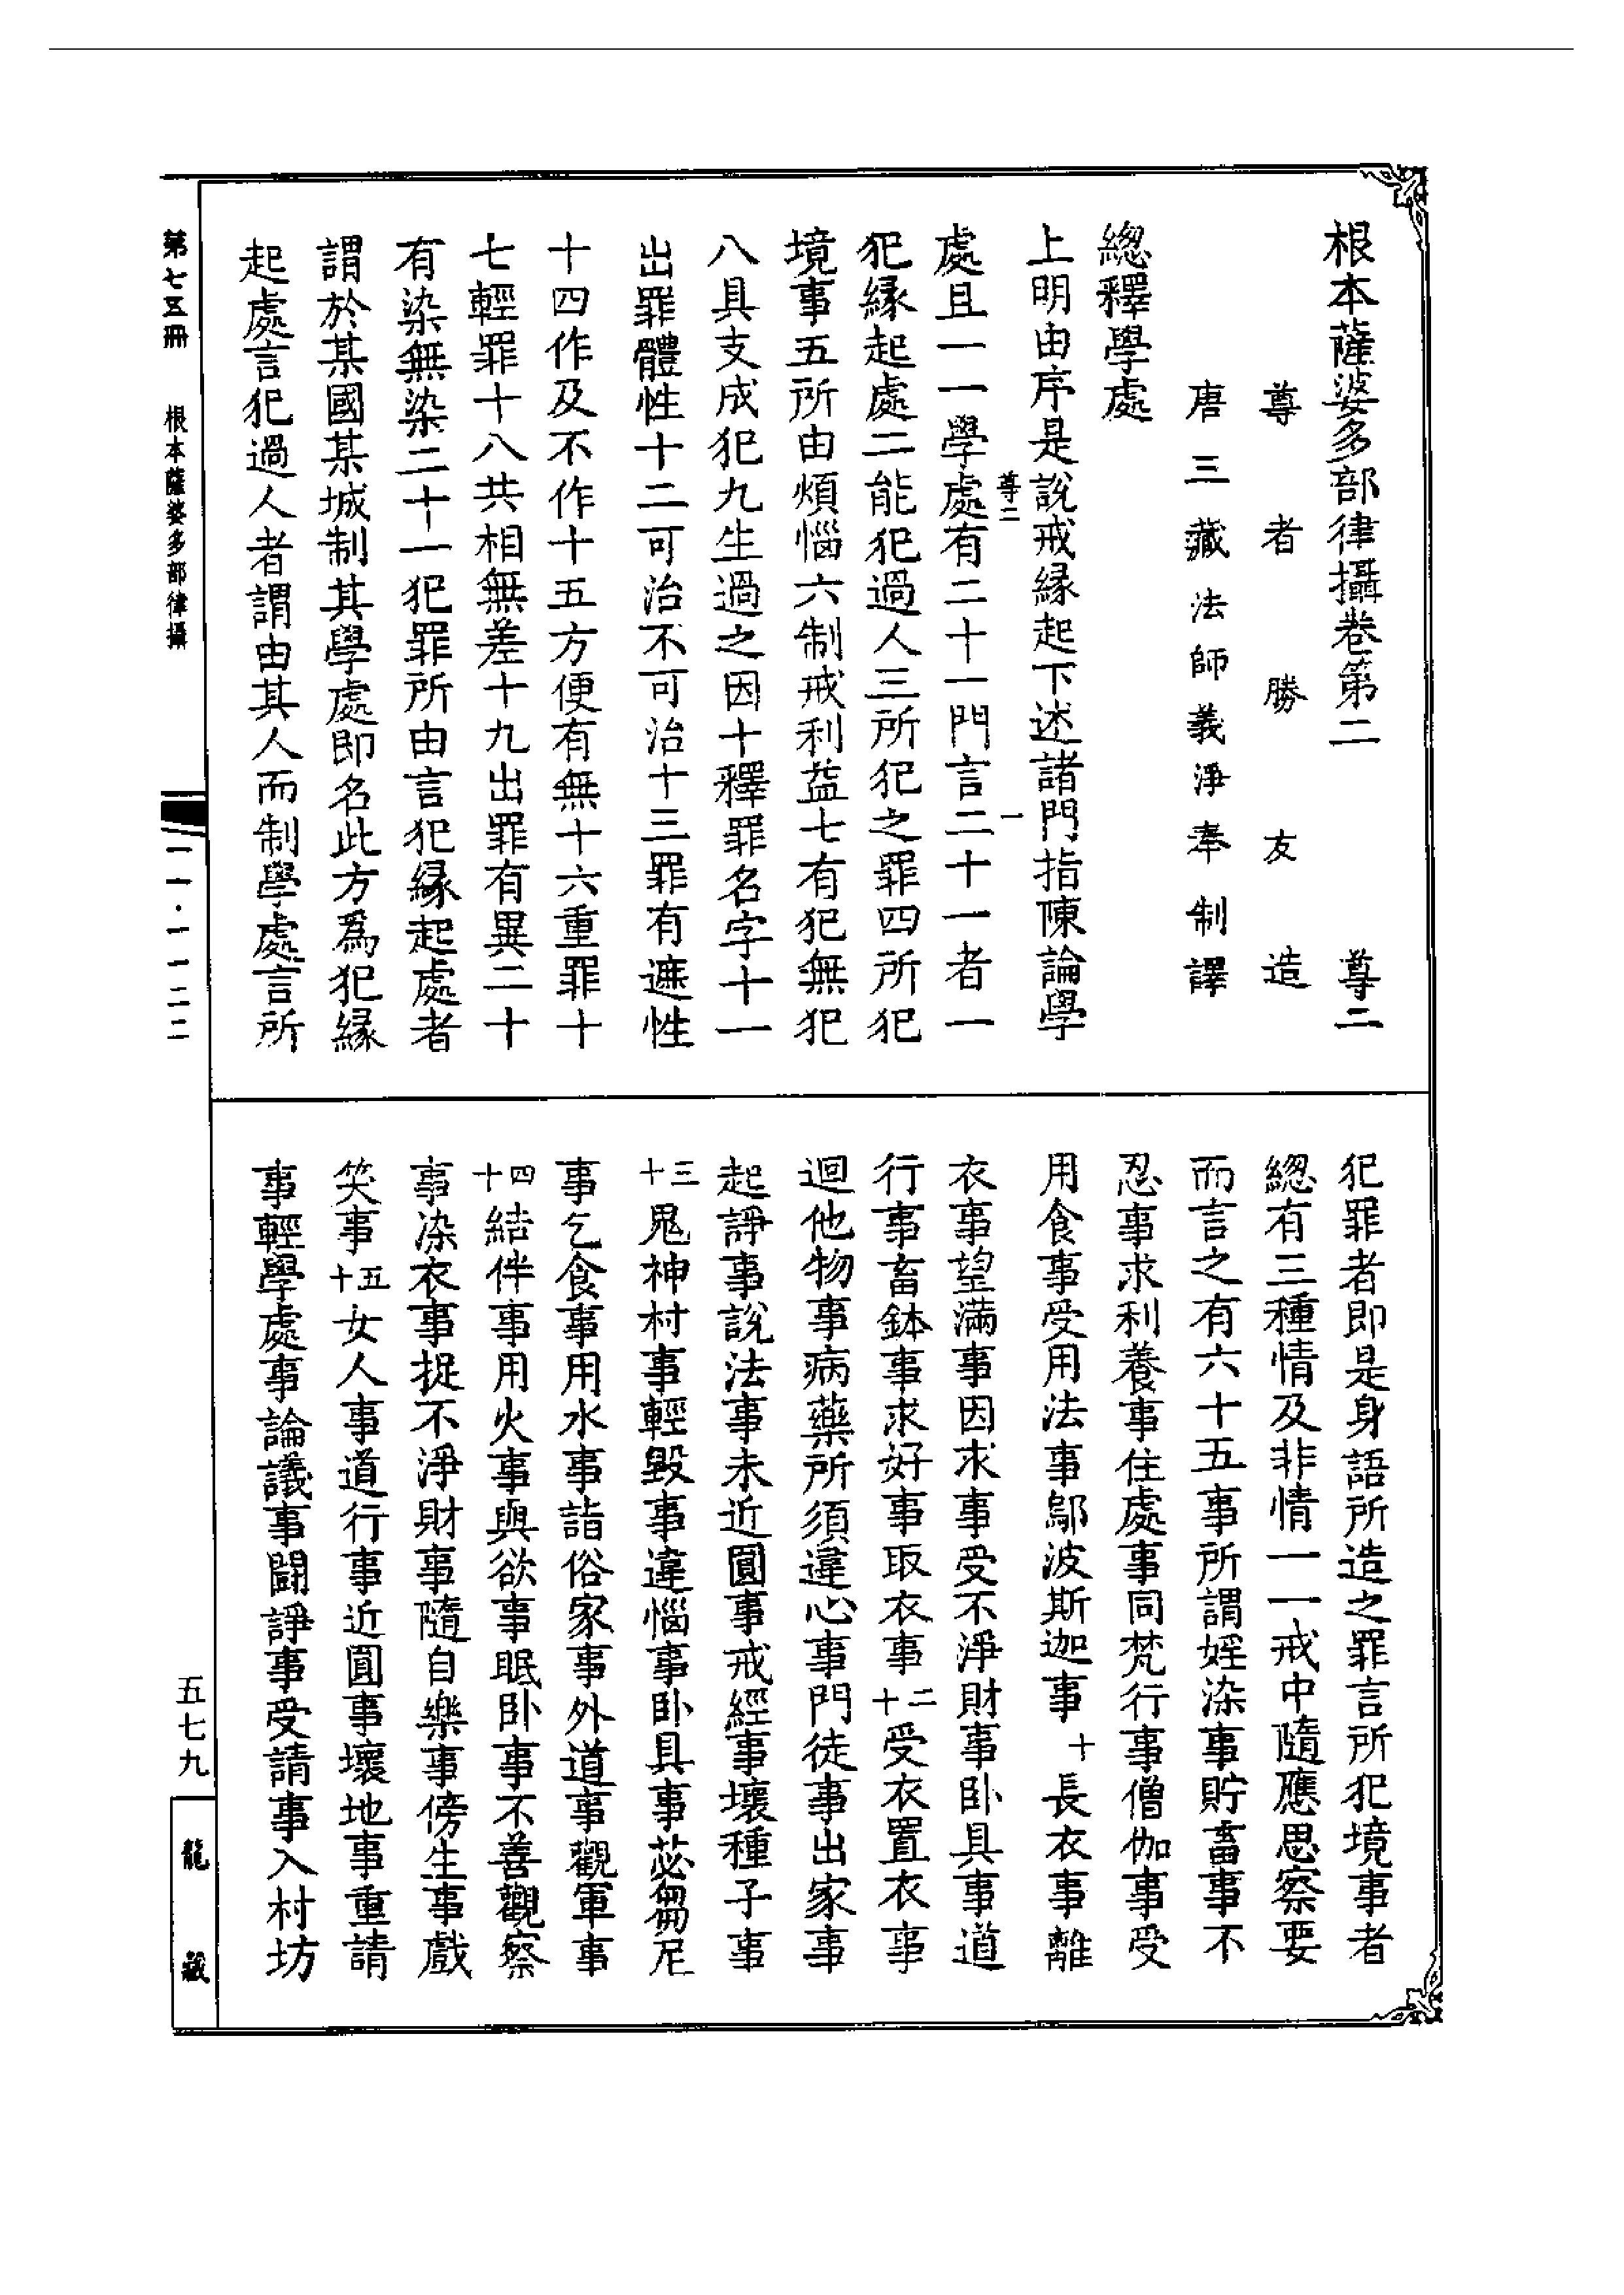 根本薩婆多部律攝卷第二　尊二
尊者勝友造
唐三藏法師義淨奉制譯
總釋學處
上明由序是說戒緣起下述諸門指陳論學
尊二　一
處且一一學處有二十一門言二十一者一
犯緣起處二能犯過人三所犯之罪四所犯
境事五所由煩惱六制戒利益七有犯無犯
八具支成犯九生過之因十釋罪名字十一
出罪體性十二可治不可治十三罪有遮性
十四作及不作十五方便有無十六重罪十
七輕罪十八共相無差十九出罪有異二十
有染無染二十一犯罪所由言犯緣起處者
謂於某國某城制其學處即名此方為犯緣
起處言犯過人者謂由其人而制學處言所
犯罪者即是身語所造之罪言所犯境事者
總有三種情及非情一一戒中隨應思察要
而言之有六十五事所謂婬染事貯畜事不
忍事求利養事住處事同梵行事僧伽事受
用食事受用法事鄔波斯迦事十長衣事離
衣事望滿事因求事受不淨財事臥具事道
行事畜鉢事求好事取衣事二十受衣置衣事
迴他物事病藥所須違心事門徒事出家事
起諍事說法事未近圓事戒經事壞種子事
三十鬼神村事輕毀事違惱事臥具事苾芻尼
事乞食事用水事詣俗家事外道事觀軍事
四十結伴事用火事與欲事眠臥事不善觀察
事染衣事捉不淨財事隨自樂事傍生事戲
笑事五十女人事道行事近圓事壞地事重請
事輕學處事論議事鬪諍事受請事入村坊
第七五冊　根本薩婆多部律攝
一一·一一二二
五七九
龍藏